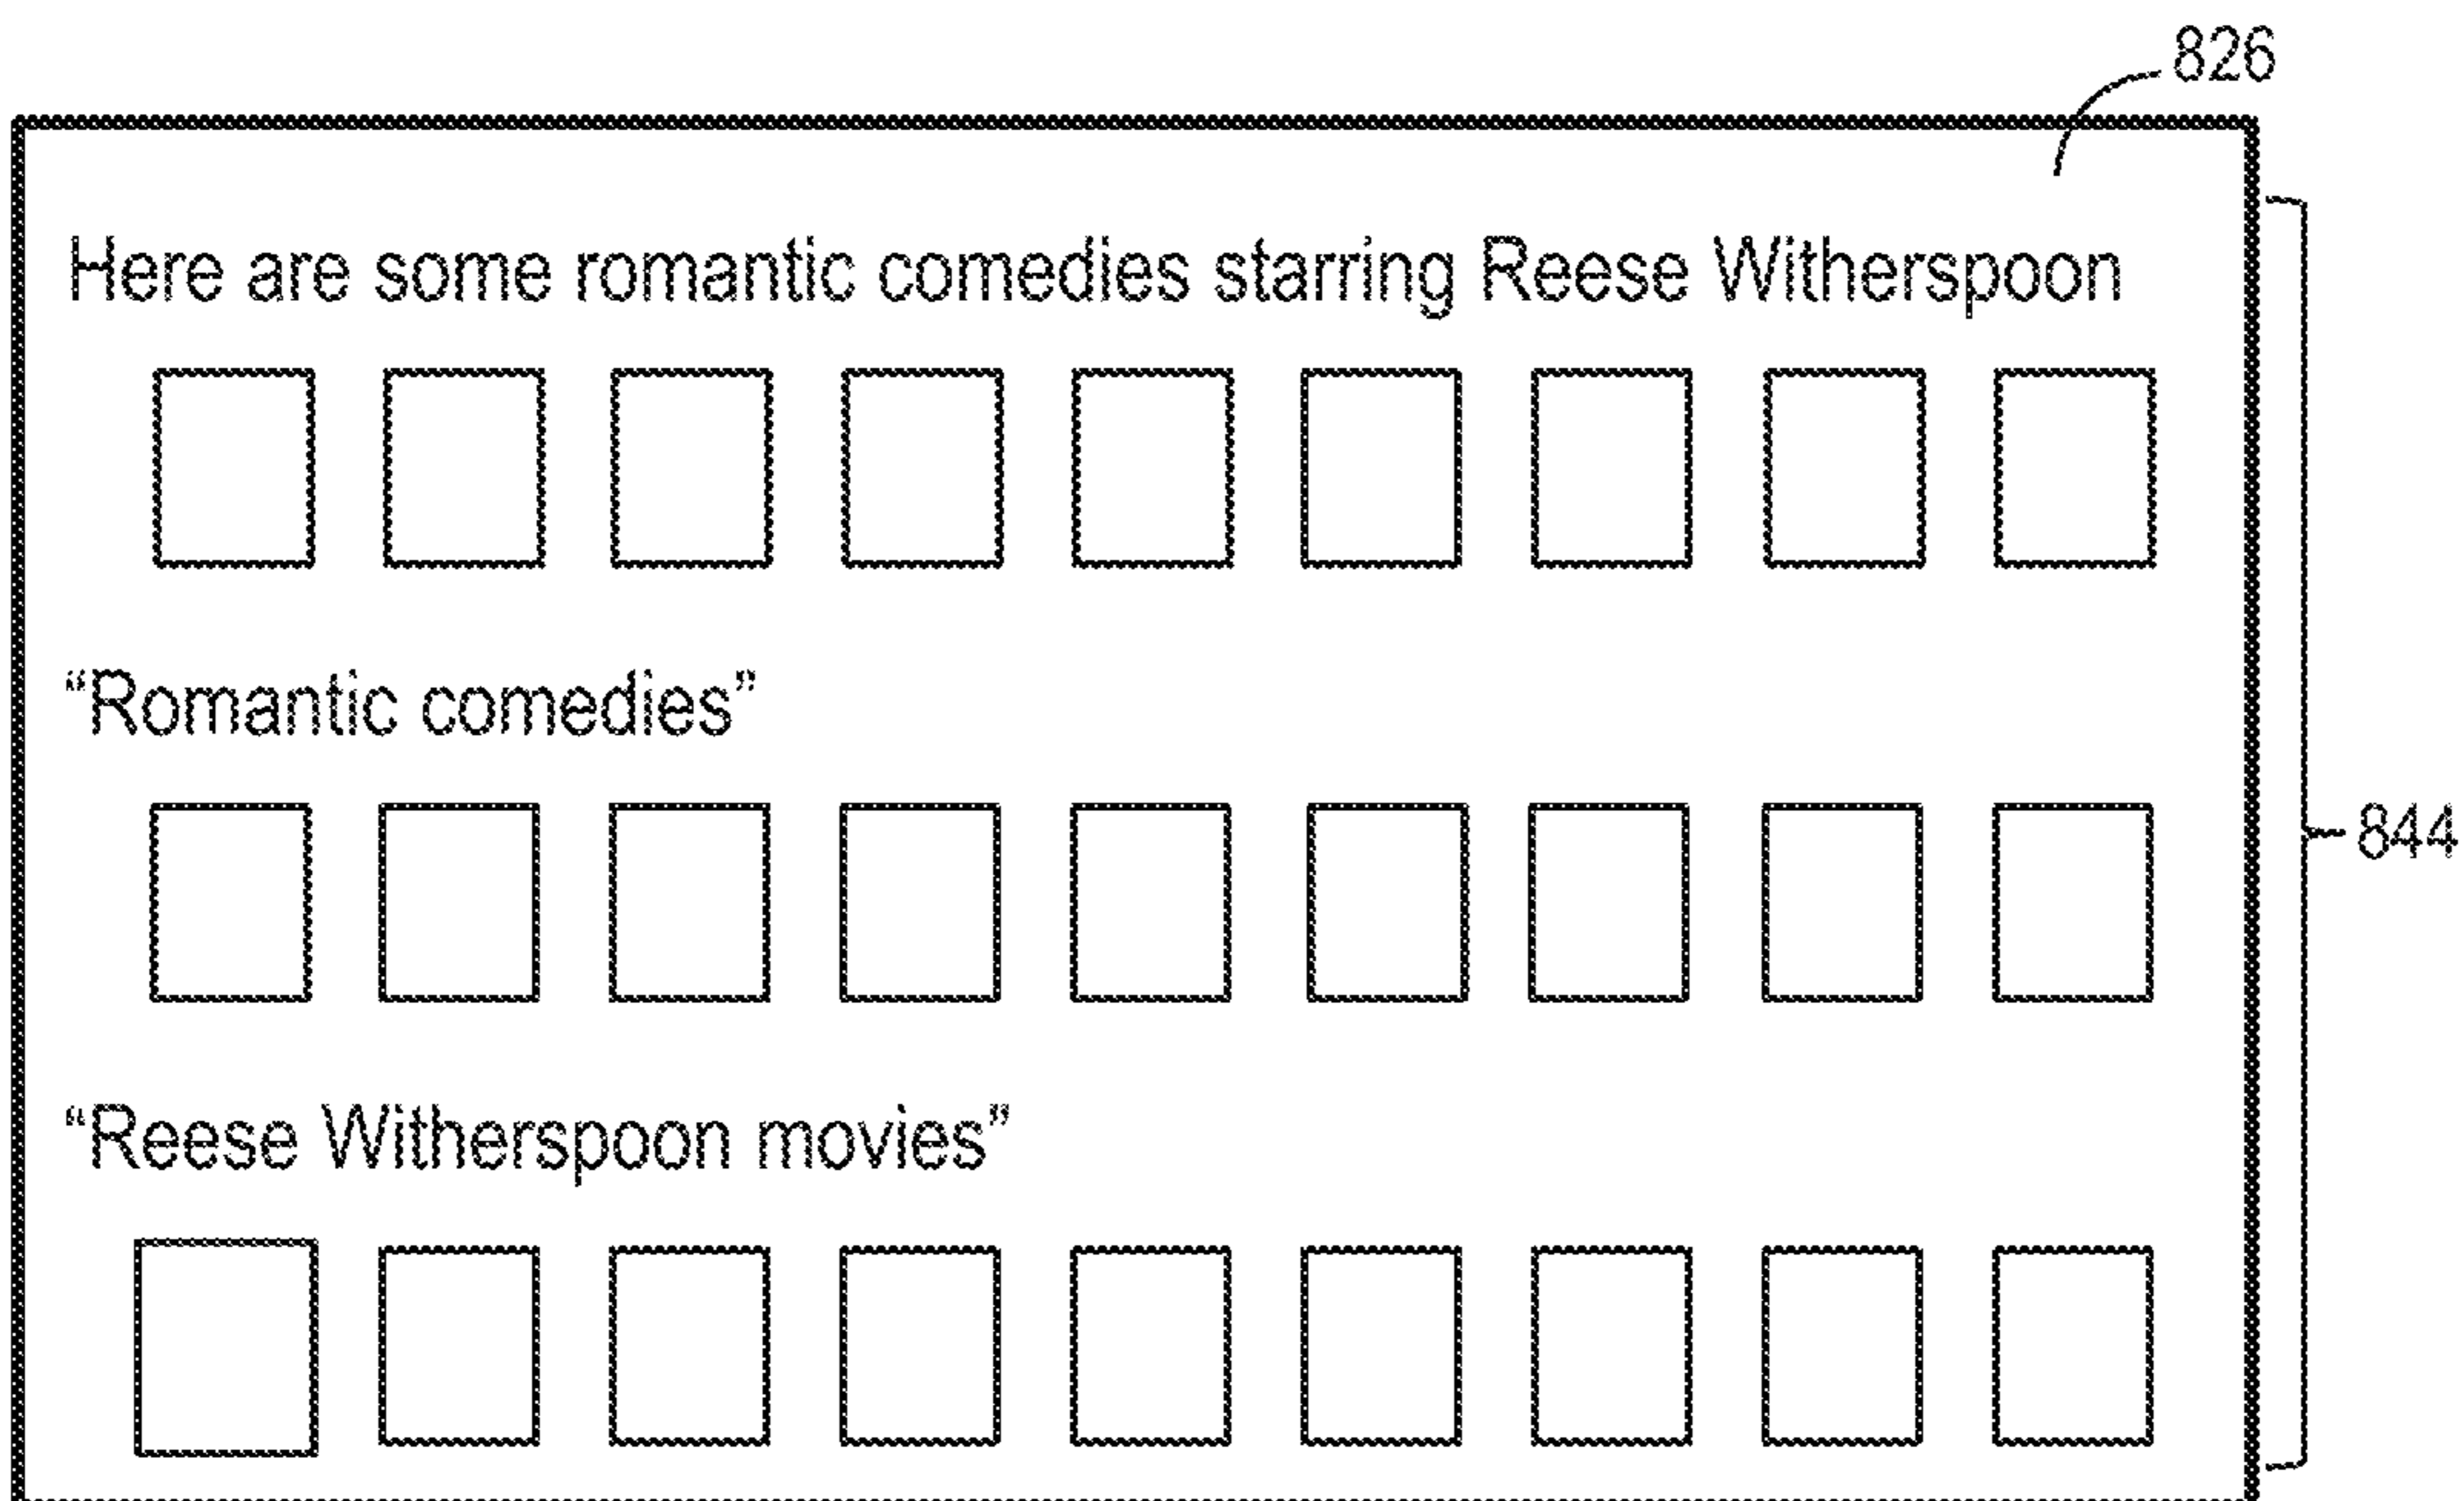 826
Here are some romantic comedies starring Reese Witherspoon
“Romantic comedies”
844
“Reese Witherspoon movies”